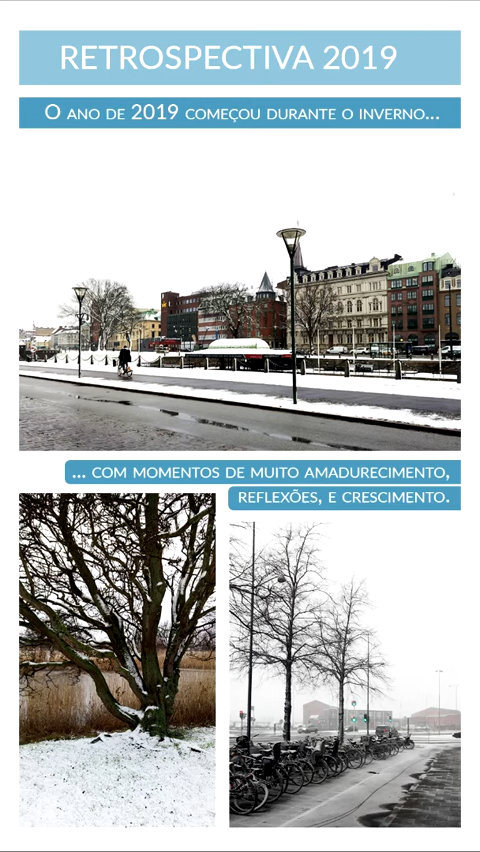 RETROSPECTIVA 2019
O ANO DE 2019 COMEÇOU DURANTE O INVERNO...
... COM MOMENTOS DE MUITO AMADURECIMENTO,
REFLEXÕES, E CRESCIMENTO.